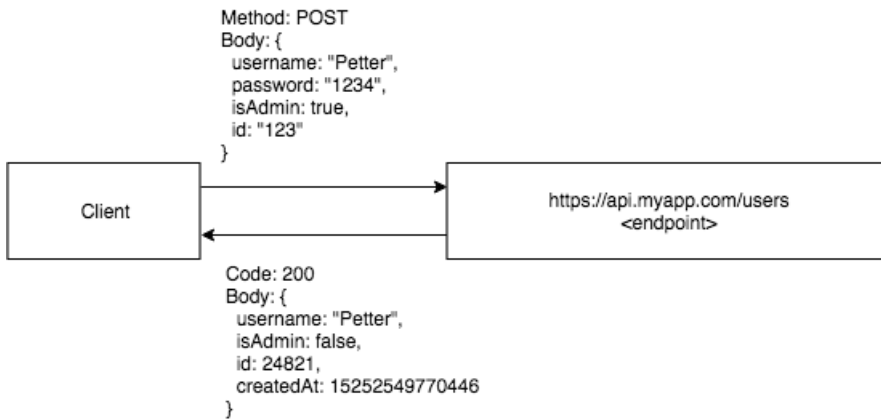 Method: POST
Body: {
username: "Petter",
password: "1234",
isAdmin: true,
id: "123"
}
Client
https://api.myapp.com/users
<endpoint>
Code: 200
Body: {
username: "Petter",
isAdmin: false,
id: 24821,
createdAt: 15252549770446
}